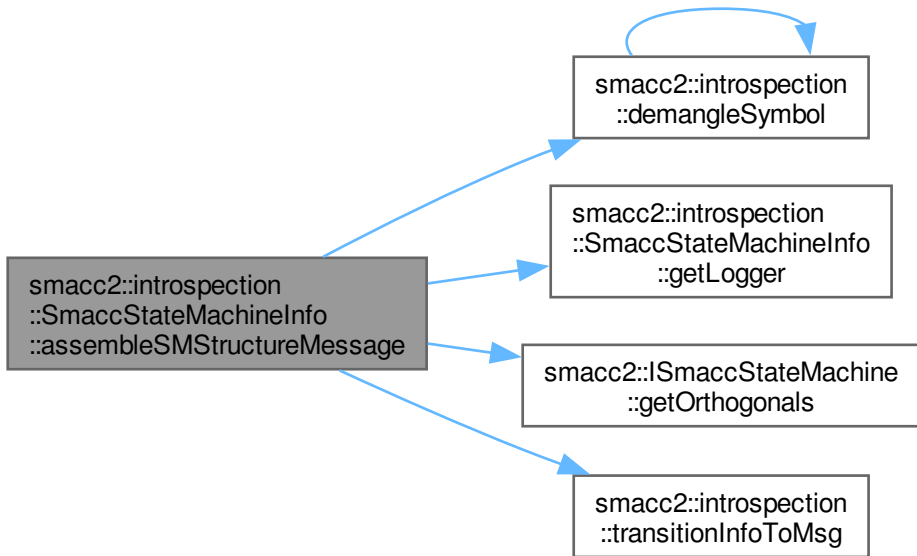 smacc2::introspection
::demangleSymbol
smacc2::introspection
::SmaccStateMachineInfo
::getLogger
smacc2::introspection
::SmaccStateMachineInfo
::assembleSMStructureMessage
smacc2::ISmaccStateMachine
::getOrthogonals
smacc2::introspection
::transitionInfoToMsg